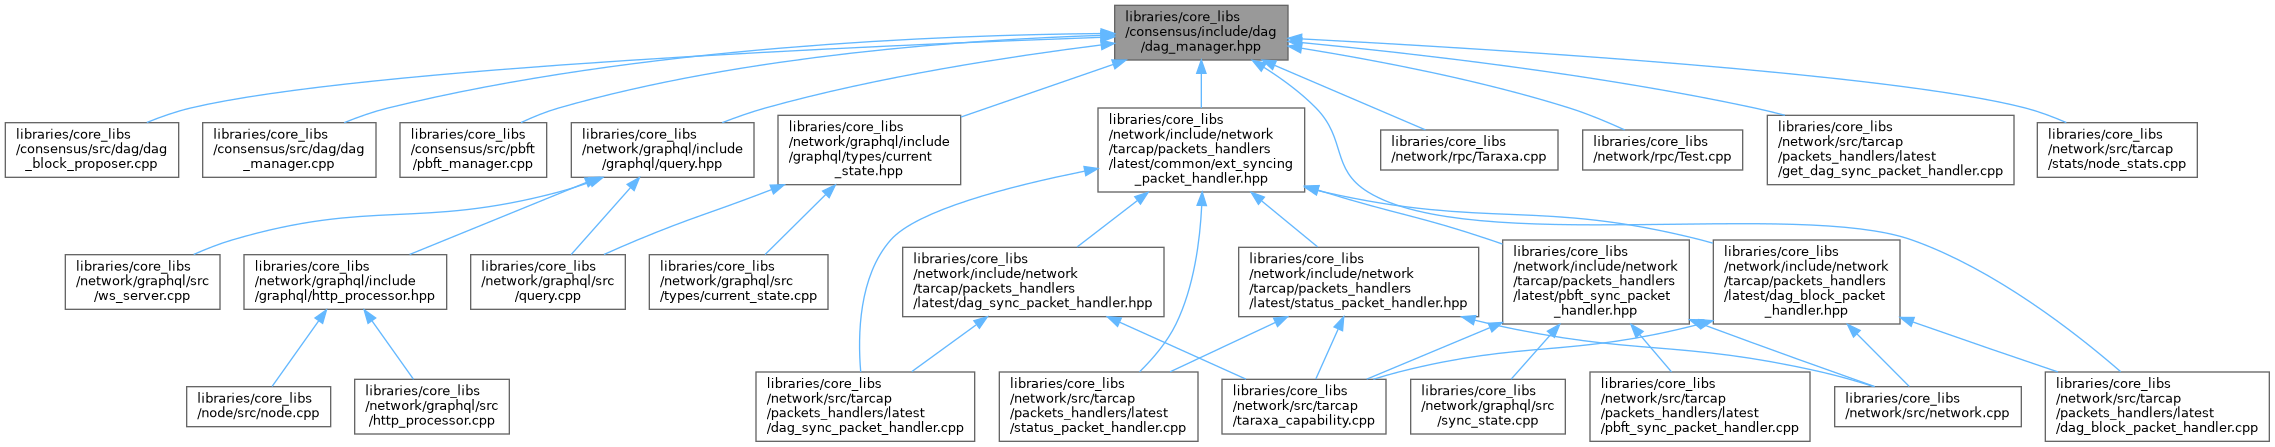 libraries/core_libs
/consensus/include/dag
/dag_manager.hpp
libraries/core_libs
/consensus/src/dag/dag
_block_proposer.cpp
libraries/core_libs
/consensus/src/dag/dag
_manager.cpp
libraries/core_libs
/consensus/src/pbft
/pbft_manager.cpp
libraries/core_libs
/network/graphql/include
/graphql/query.hpp
libraries/core_libs
/network/graphql/include
/graphql/types/current
_state.hpp
libraries/core_libs
/network/include/network
/tarcap/packets_handlers
/latest/common/ext_syncing
_packet_handler.hpp
libraries/core_libs
/network/rpc/Taraxa.cpp
libraries/core_libs
/network/rpc/Test.cpp
libraries/core_libs
/network/src/tarcap
/packets_handlers/latest
/get_dag_sync_packet_handler.cpp
libraries/core_libs
/network/src/tarcap
/stats/node_stats.cpp
libraries/core_libs
/network/graphql/src
/ws_server.cpp
libraries/core_libs
/network/graphql/include
/graphql/http_processor.hpp
libraries/core_libs
/network/graphql/src
/query.cpp
libraries/core_libs
/network/graphql/src
/types/current_state.cpp
libraries/core_libs
/network/include/network
/tarcap/packets_handlers
/latest/dag_sync_packet_handler.hpp
libraries/core_libs
/network/include/network
/tarcap/packets_handlers
/latest/status_packet_handler.hpp
libraries/core_libs
/network/include/network
/tarcap/packets_handlers
/latest/pbft_sync_packet
_handler.hpp
libraries/core_libs
/network/include/network
/tarcap/packets_handlers
/latest/dag_block_packet
_handler.hpp
libraries/core_libs
/node/src/node.cpp
libraries/core_libs
/network/graphql/src
/http_processor.cpp
libraries/core_libs
/network/src/tarcap
/packets_handlers/latest
/dag_sync_packet_handler.cpp
libraries/core_libs
/network/src/tarcap
/packets_handlers/latest
/status_packet_handler.cpp
libraries/core_libs
/network/src/tarcap
/taraxa_capability.cpp
libraries/core_libs
/network/graphql/src
/sync_state.cpp
libraries/core_libs
/network/src/tarcap
/packets_handlers/latest
/pbft_sync_packet_handler.cpp
libraries/core_libs
/network/src/network.cpp
libraries/core_libs
/network/src/tarcap
/packets_handlers/latest
/dag_block_packet_handler.cpp